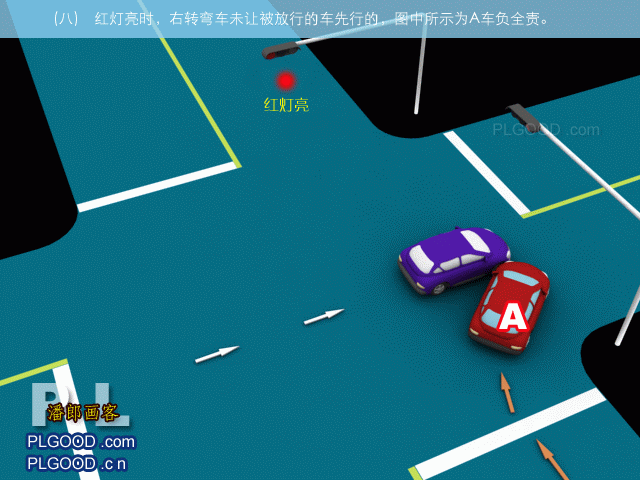 (八) 红灯亮时，右转弯车未让被放行的车先行的，图中所示为A车负全责。
红灯亮
PLGOOD .com
A
P L
潘郎画客
PLGOOD .com
PLGOOD .c n